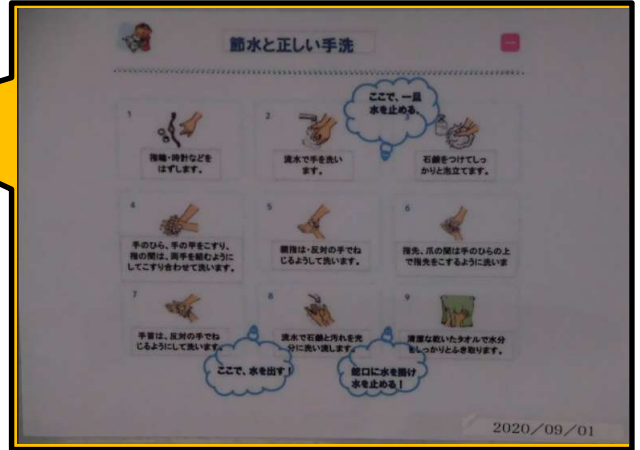 節水と正しい手洗
一
ここで、一旦
水を止める、
1
指輪・時計などを
はずします。
2
流水で手を洗い
ます。
石鹸をつけてしっ
かりと泡立てます。
4
手のひら、手の甲をこすり、
指の間は、両手を組むように
してこすり合わせて洗います。
5
親指は・反対の手でね
じるようして洗います。
6
指先、爪の間は手のひらの上
で指先をこするように洗いま
7
手首は、反対の手でね
じるようにして洗います。
8
流水で石鹸と汚れを充
分に洗い流します。
9
清潔な乾いたタオルで水分
をしっかりとふき取ります。
ここで、水を出す!
蛇口に水を掛け
水を止める!
2020/09/01